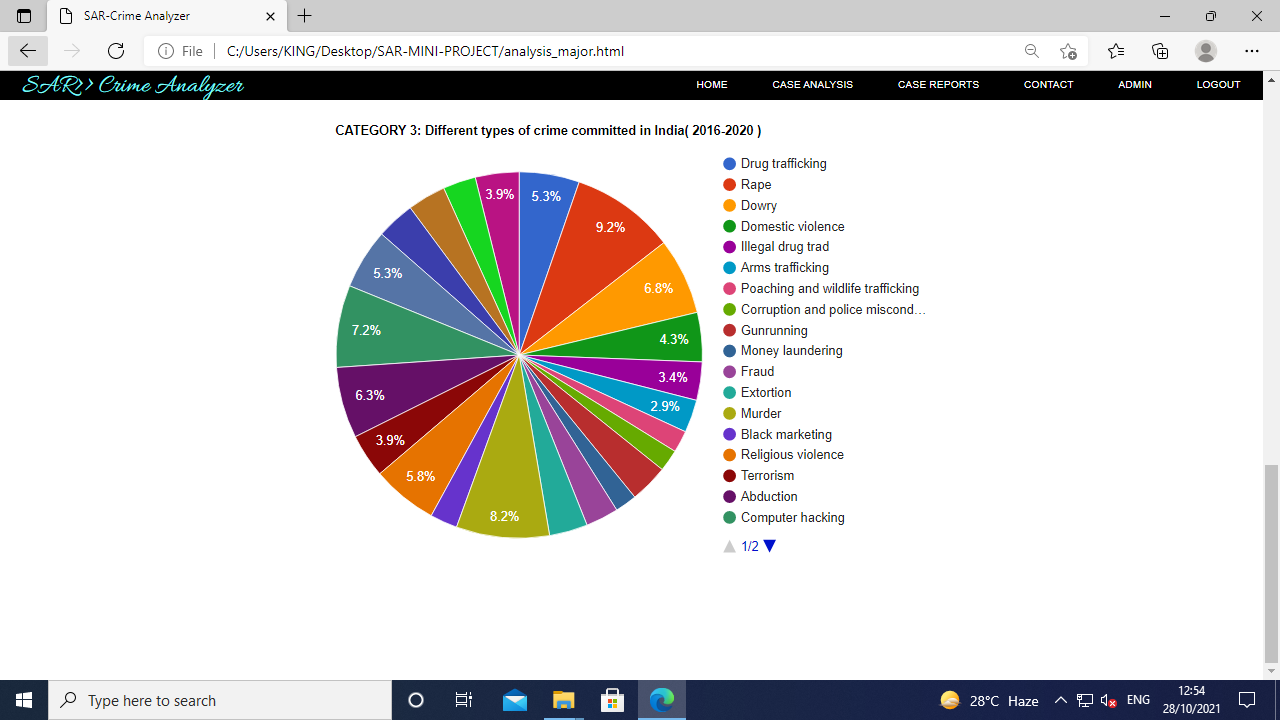 SAR-Crime Analyzer
File
C:/Users/KING/Desktop/SAR-MINI-PROJECT/analysis_major.html
SAR>> Crime Analyzer
HOME CASE ANALYSIS CASE REPORTS CONTACT ADMIN LOGOUT
CATEGORY 3: Different types of crime committed in India( 2016-2020 )
3.9%
5.3%
9.2%
6.8%
4.3%
3.4%
2.9%
8.2%
5.8%
3.9%
6.3%
7.2%
5.3%
Drug trafficking
Rape
Dowry
Domestic violence
Illegal drug trad
Arms trafficking
Poaching and wildlife trafficking
Corruption and police miscond…
Gunrunning
Money laundering
Fraud
Extortion
Murder
Black marketing
Religious violence
Terrorism
Abduction
Computer hacking
1/2
Type here to search
28°C Haze
ENG
12:54
28/10/2021